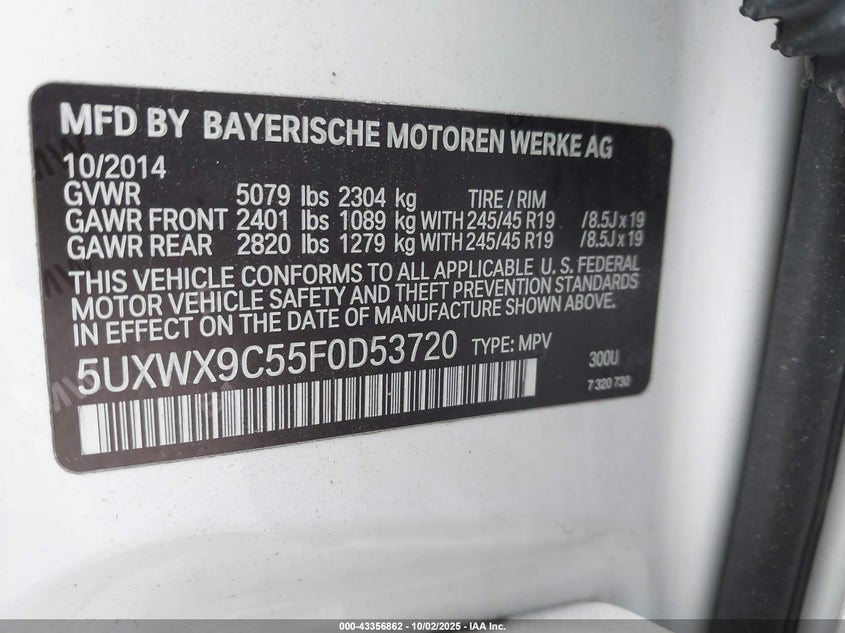 MFD BY BAYERISCHE MOTOREN WERKE AG
10/2014
GVWR 5079 lbs 2304 kg TIRE / RIM
GAWR FRONT 2401 lbs 1089 kg WITH 245/45 R19 /8.5J x 19
GAWR REAR 2820 lbs 1279 kg WITH 245/45 R19 /8.5J x 19
THIS VEHICLE CONFORMS TO ALL APPLICABLE U. S. FEDERAL
MOTOR VEHICLE SAFETY AND THEFT PREVENTION STANDARDS
IN EFFECT ON THE DATE OF MANUFACTURE SHOWN ABOVE.
5UXWX9C55F0D53720 TYPE: MPV 300U
7 320 730
000-43356862 - 10/02/2025 - IAA Inc.